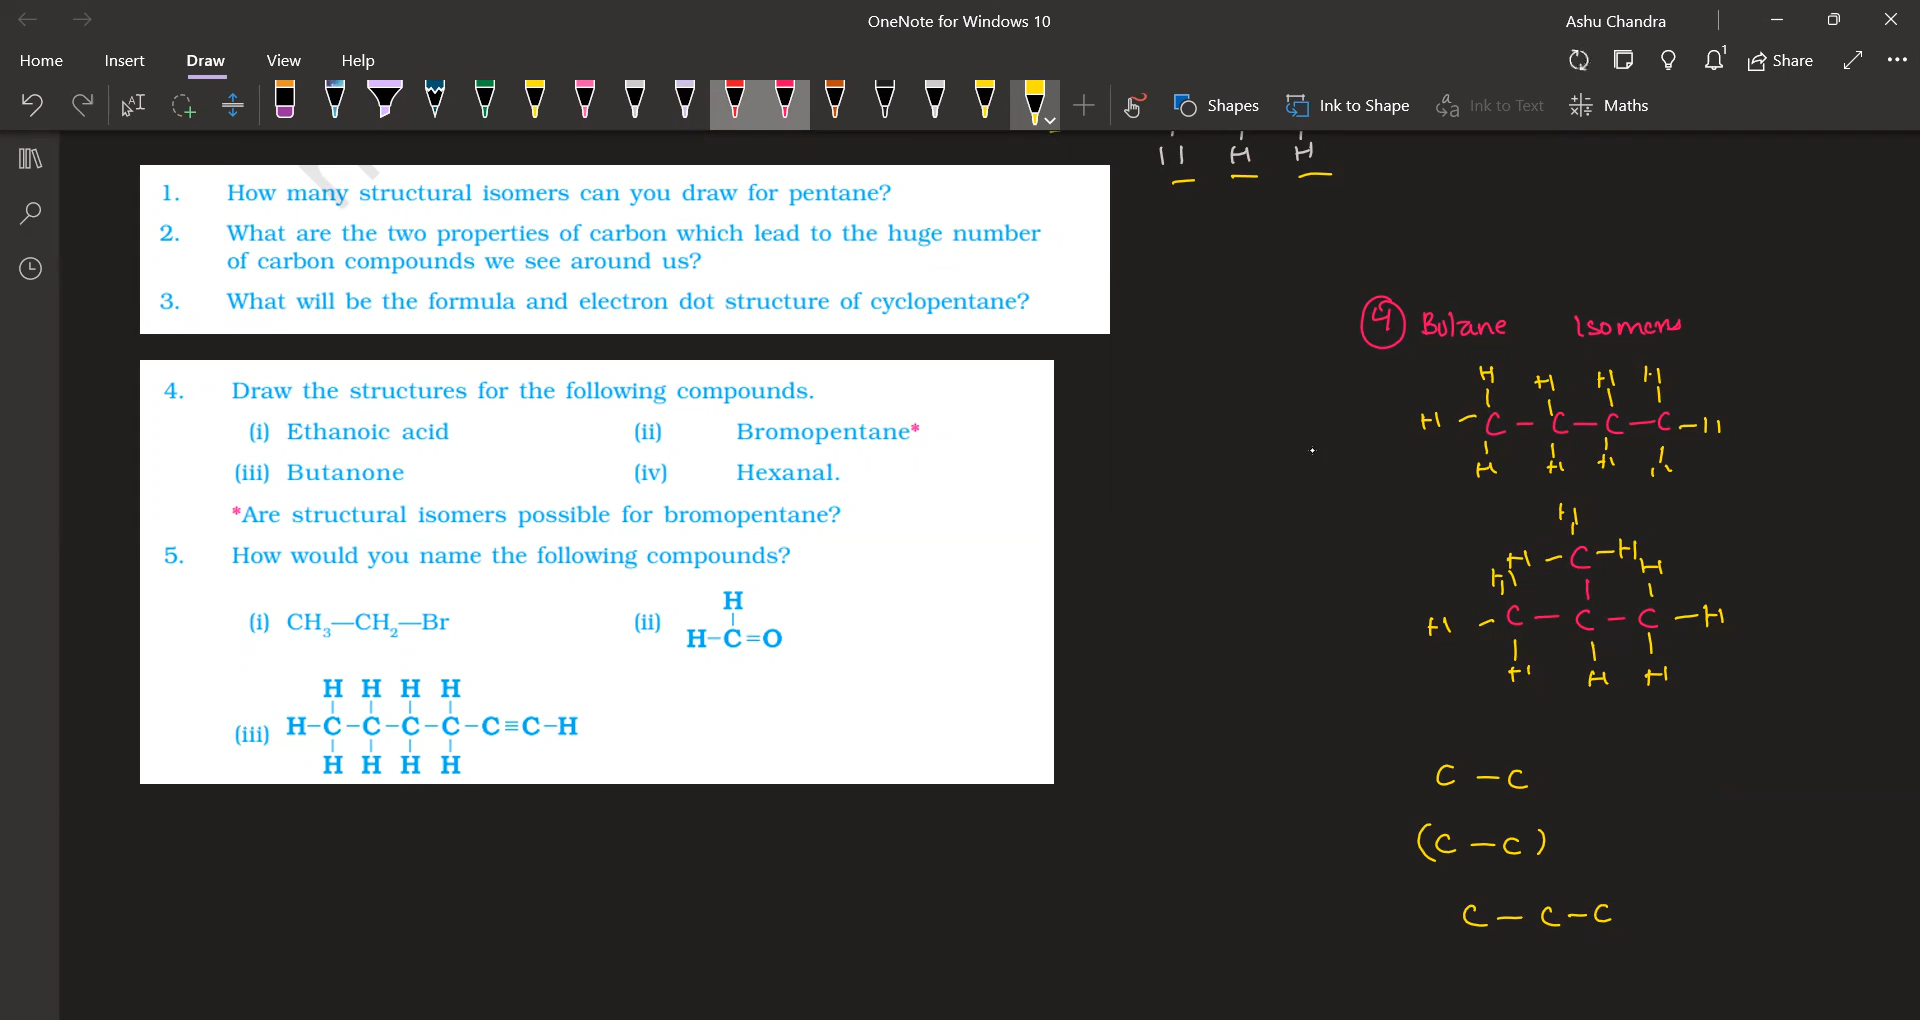 OneNote for Windows 10
Ashu Chandra
Home Insert Draw View Help
1 Share
Shapes Ink to Shape Ink to Text Maths
H H
1. How many structural isomers can you draw for pentane?
2. What are the two properties of carbon which lead to the huge number
of carbon compounds we see around us?
3. What will be the formula and electron dot structure of cyclopentane?
4. Draw the structures for the following compounds.
(i) Ethanoic acid (ii) Bromopentane*
(iii) Butanone (iv) Hexanal.
*Are structural isomers possible for bromopentane?
5. How would you name the following compounds?
(i) CH₃—CH₂—Br (ii)
H
H–C=O
H H H H
(iii) H–C–C–C–C–C≡C–H
H H H H
4 Butane Isomers
H H H H
H – C – C – C – C – H
H H H
H
H – C – H
H H
H – C – C – C – H
H H H
C – C
(C – C)
C – C – C